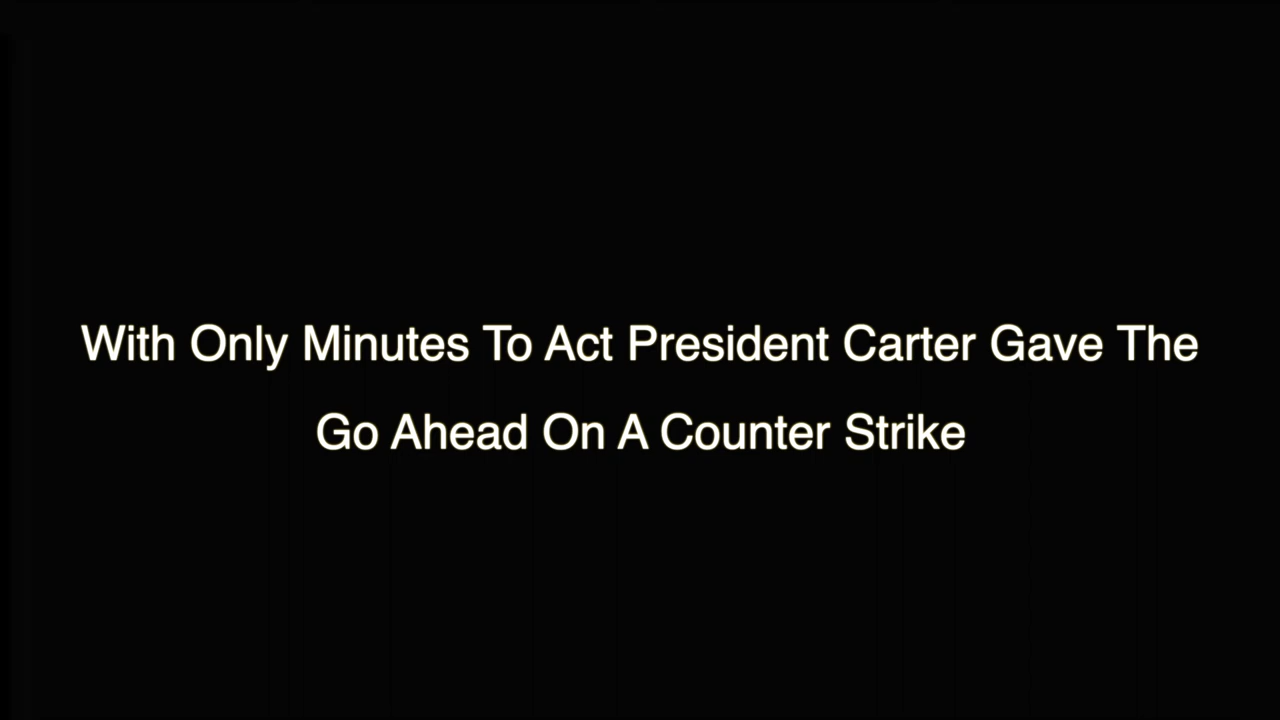 With Only Minutes To Act President Carter Gave The
Go Ahead On A Counter Strike